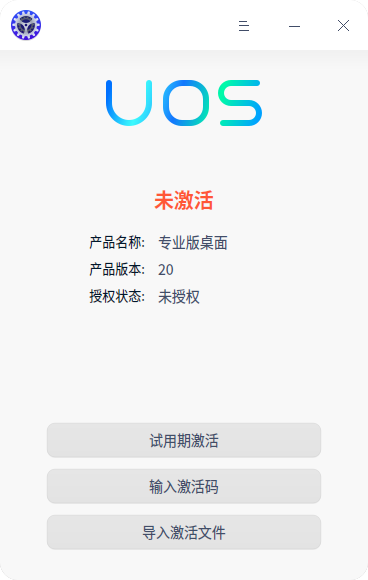 UOS
未激活
产品名称: 专业版桌面
产品版本: 20
授权状态: 未授权
试用期激活
输入激活码
导入激活文件